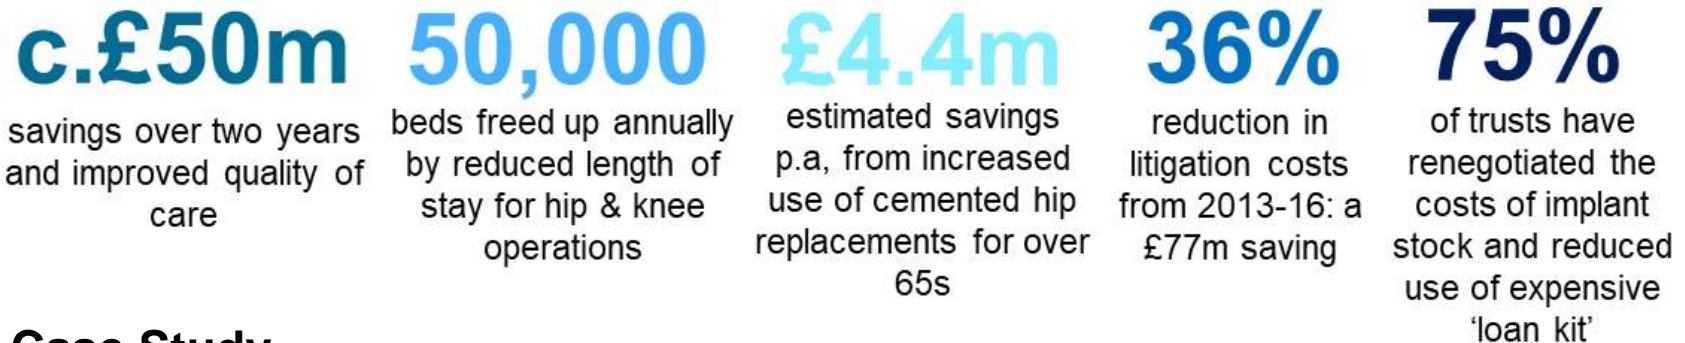 c.£50m
savings over two years
and improved quality of
care
50,000
beds freed up annually
by reduced length of
stay for hip & knee
operations
£4.4m
estimated savings
p.a, from increased
use of cemented hip
replacements for over
65s
36%
reduction in
litigation costs
from 2013-16: a
£77m saving
75%
of trusts have
renegotiated the
costs of implant
stock and reduced
use of expensive
‘loan kit’
Case Study